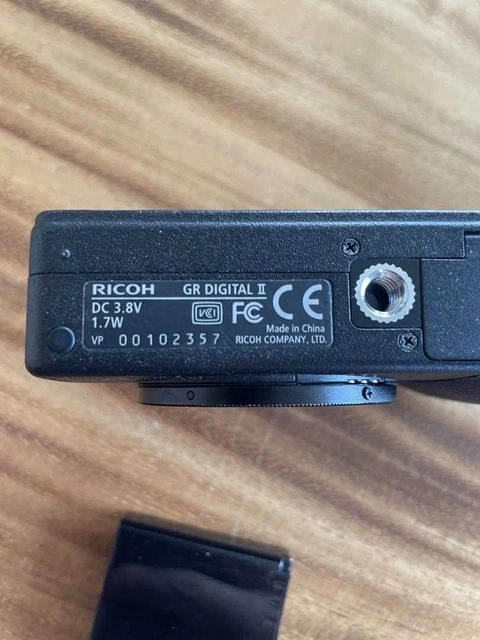 RICOH GR DIGITAL II
DC 3.8V
1.7W
VCCI FC CE
Made in China
VP 00102357 RICOH COMPANY, LTD.